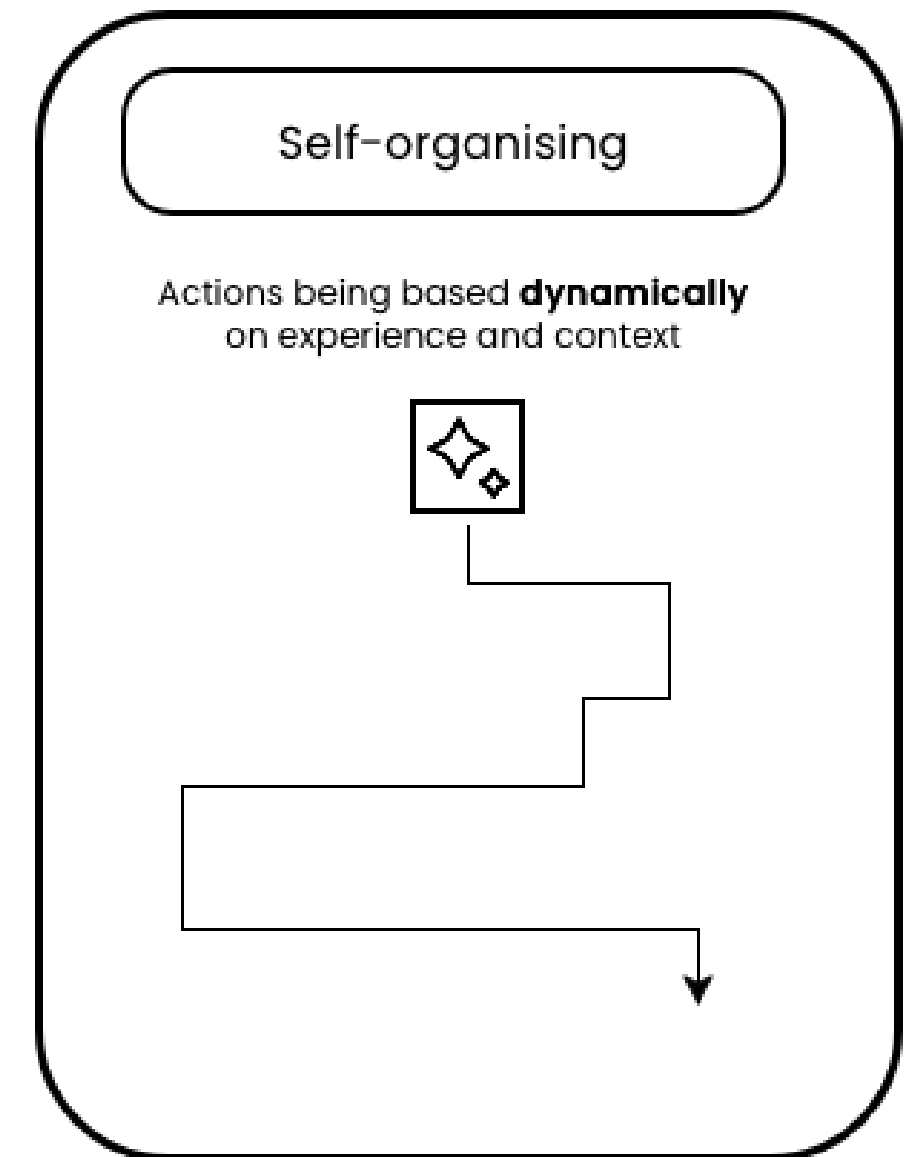 Self-organising
Actions being based dynamically
on experience and context